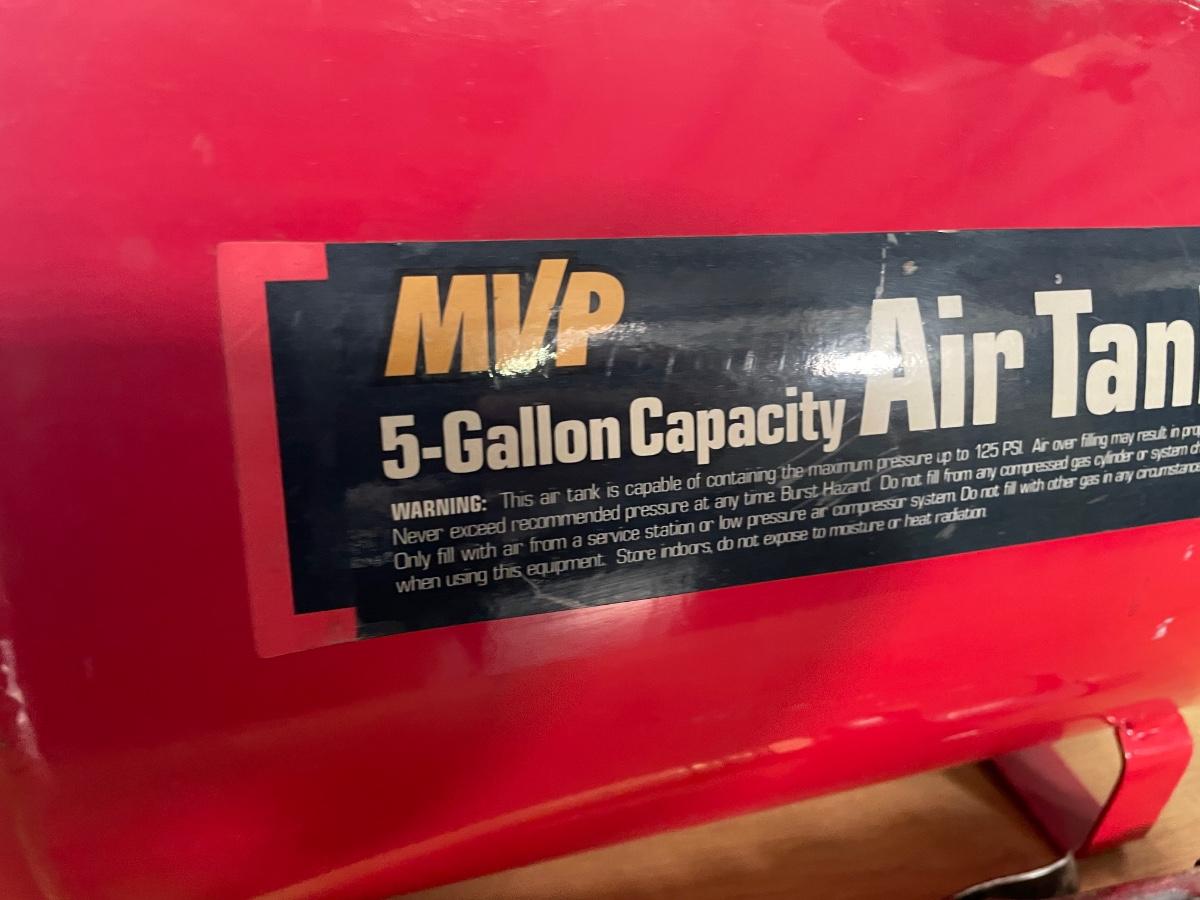 MVP
5-Gallon Capacity Air Tan
WARNING: This air tank is capable of containing the maximum pressure up to 125 PSI. Air over filling may result in
Never exceed recommended pressure at any time. Burst Hazard. Do not fill from any compressed gas cylinder or system
Only fill with air from a service station or low pressure air compressor system. Do not fill with other gas in any
when using this equipment. Store indoors, do not expose to moisture or heat radiation.